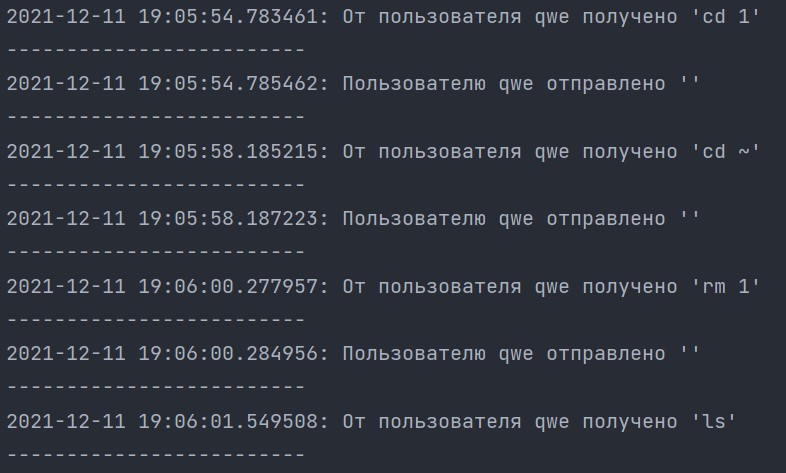 2021-12-11 19:05:54.783461: От пользователя qwe получено 'cd 1'
-------------------------
2021-12-11 19:05:54.785462: Пользователю qwe отправлено ''
-------------------------
2021-12-11 19:05:58.185215: От пользователя qwe получено 'cd ~'
-------------------------
2021-12-11 19:05:58.187223: Пользователю qwe отправлено ''
-------------------------
2021-12-11 19:06:00.277957: От пользователя qwe получено 'rm 1'
-------------------------
2021-12-11 19:06:00.284956: Пользователю qwe отправлено ''
-------------------------
2021-12-11 19:06:01.549508: От пользователя qwe получено 'ls'
-------------------------